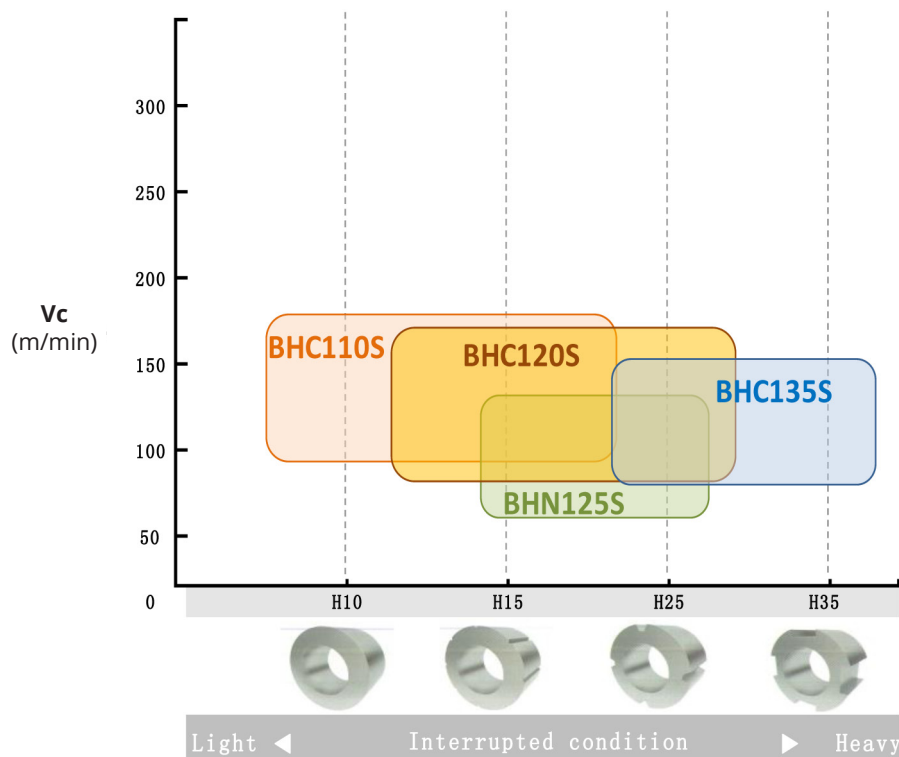 300
250
200
Vc
(m/min)
150
100
50
0
BHC110S
BHC120S
BHC135S
BHN125S
H10
H15
H25
H35
Light ◀ Interrupted condition ▶ Heavy